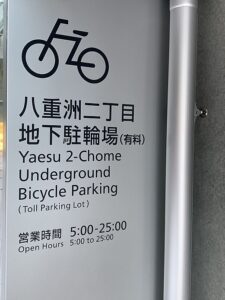 八重洲二丁目
地下駐輪場(有料)
Yaesu 2-Chome
Underground
Bicycle Parking
(Toll Parking Lot)
営業時間 5:00-25:00
Open Hours 5:00 to 25:00